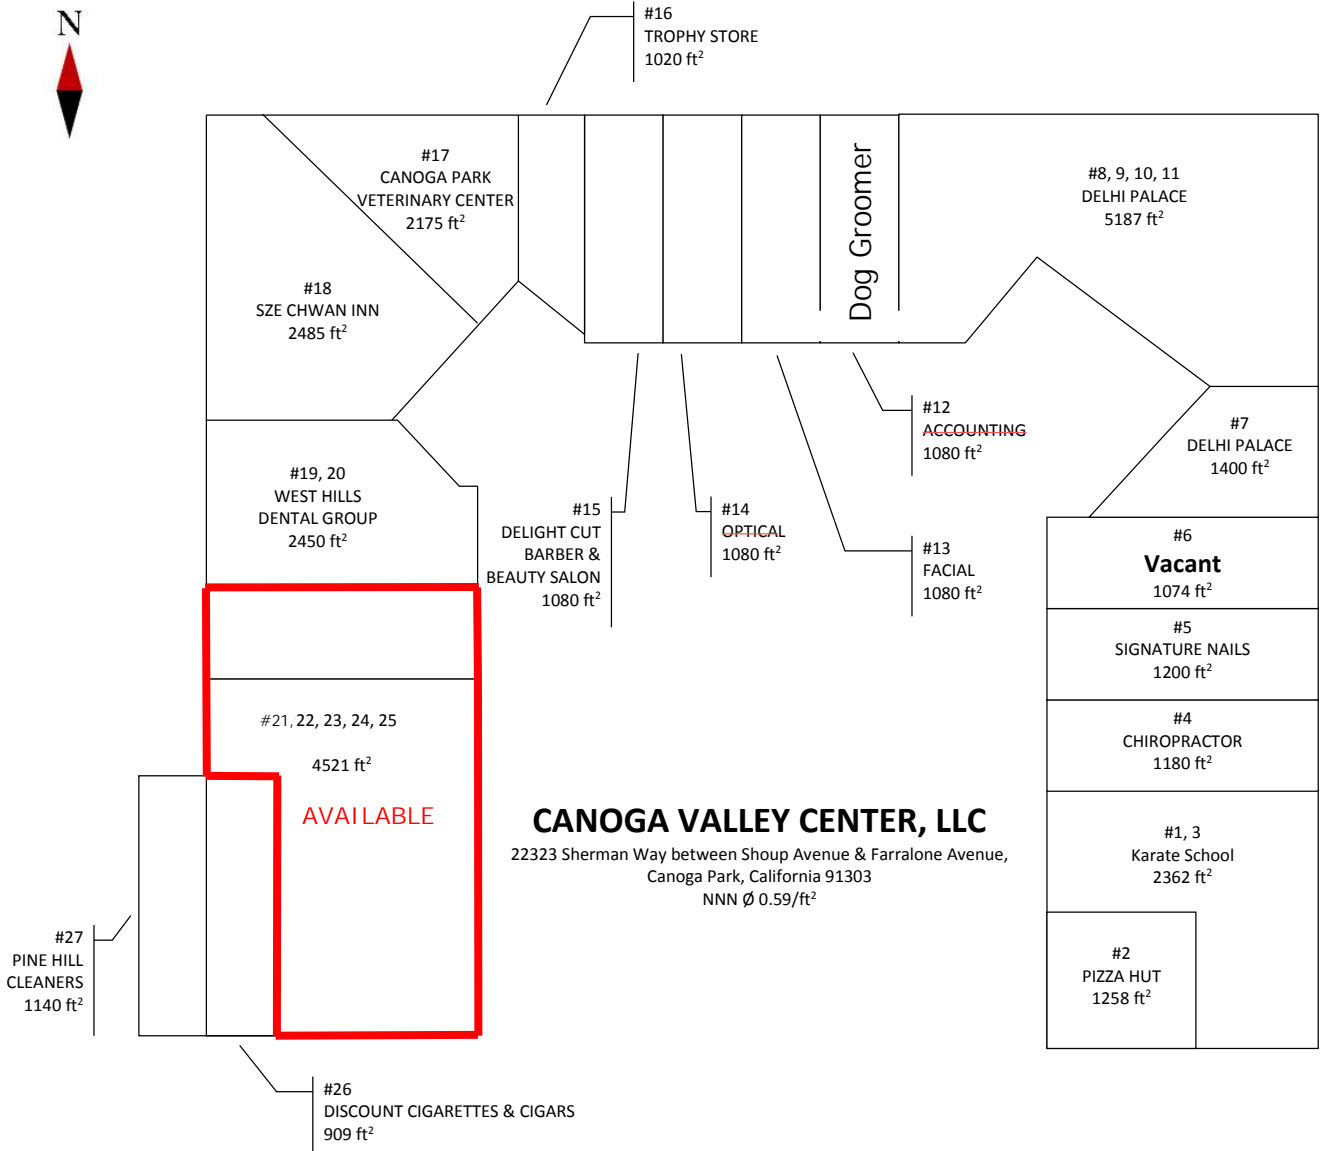 N
#16
TROPHY STORE
1020 ft²
#17
CANOGA PARK
VETERINARY CENTER
2175 ft²
Dog Groomer
#8, 9, 10, 11
DELHI PALACE
5187 ft²
#18
SZE CHWAN INN
2485 ft²
#12
ACCOUNTING
1080 ft²
#7
DELHI PALACE
1400 ft²
#19, 20
WEST HILLS
DENTAL GROUP
2450 ft²
#15
DELIGHT CUT
BARBER &
BEAUTY SALON
1080 ft²
#14
OPTICAL
1080 ft²
#13
FACIAL
1080 ft²
#6
Vacant
1074 ft²
#5
SIGNATURE NAILS
1200 ft²
#21, 22, 23, 24, 25
4521 ft²
AVAILABLE
#4
CHIROPRACTOR
1180 ft²
CANOGA VALLEY CENTER, LLC
22323 Sherman Way between Shoup Avenue & Farralone Avenue,
Canoga Park, California 91303
NNN Ø 0.59/ft²
#1, 3
Karate School
2362 ft²
#27
PINE HILL
CLEANERS
1140 ft²
#2
PIZZA HUT
1258 ft²
#26
DISCOUNT CIGARETTES & CIGARS
909 ft²